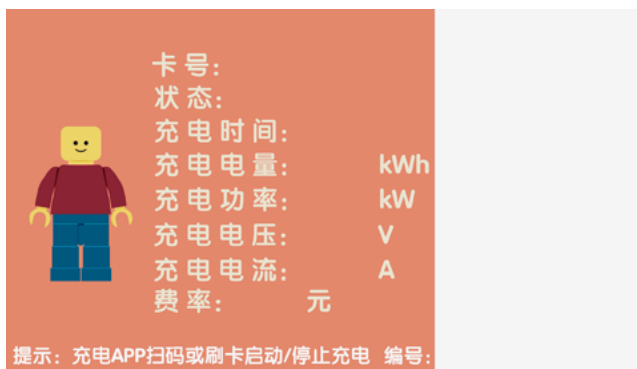 卡号:
状态:
充电时间:
充电电量: kWh
充电功率: kW
充电电压: V
充电电流: A
费率: 元
提示: 充电APP扫码或刷卡启动/停止充电 编号: